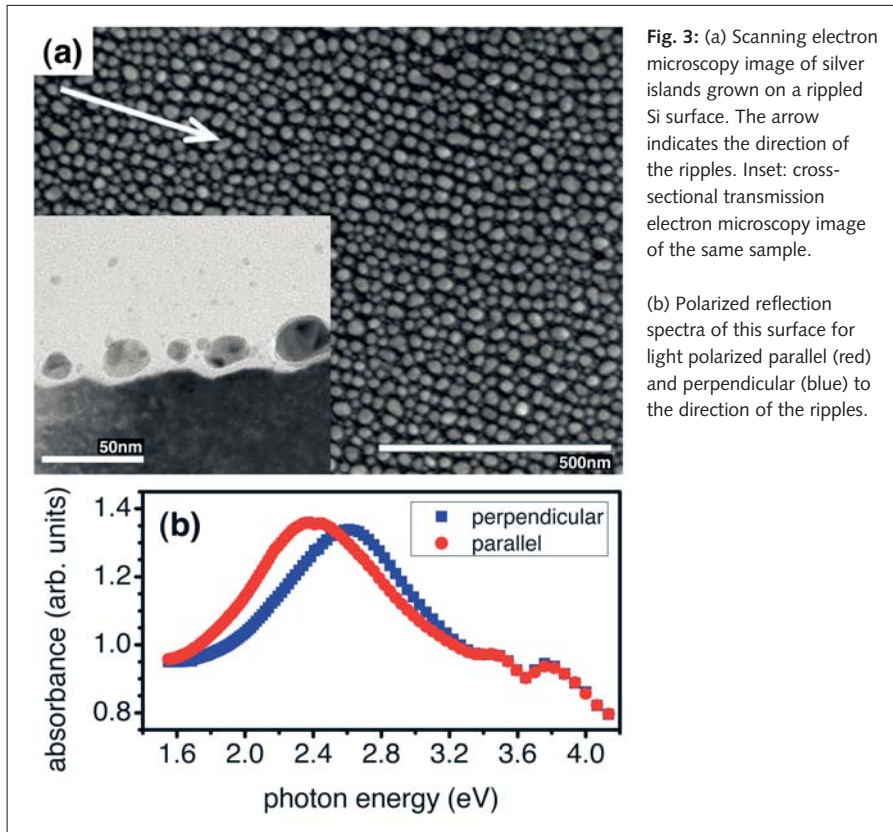 (a)
50nm
500nm
Fig. 3: (a) Scanning electron
microscopy image of silver
islands grown on a rippled
Si surface. The arrow
indicates the direction of
the ripples. Inset: cross-
sectional transmission
electron microscopy image
of the same sample.
(b) Polarized reflection
spectra of this surface for
light polarized parallel (red)
and perpendicular (blue) to
the direction of the ripples.
(b)
perpendicular
parallel
absorbance (arb. units)
1.4
1.2
1.0
0.8
1.6 2.0 2.4 2.8 3.2 3.6 4.0
photon energy (eV)